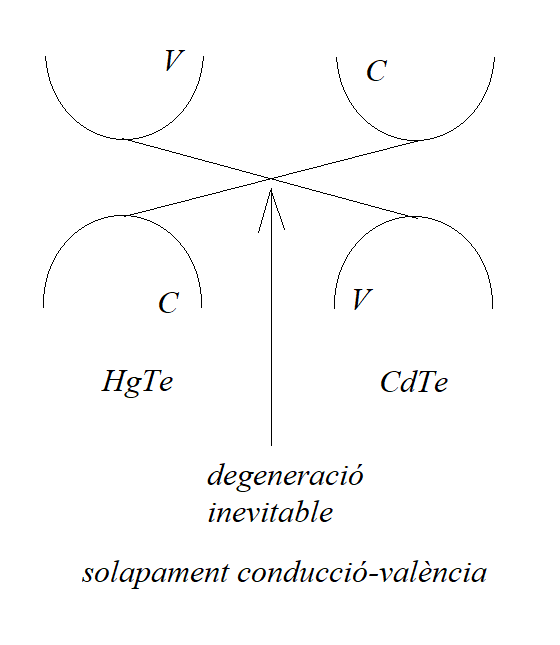 V
C
C
V
HgTe
CdTe
degeneració
inevitable
solapament conducció-valència